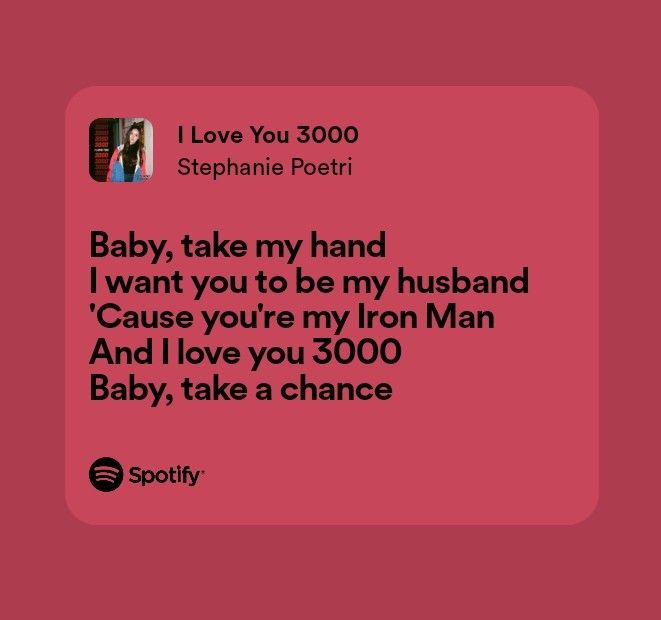 I Love You 3000
Stephanie Poetri
Baby, take my hand
I want you to be my husband
'Cause you're my Iron Man
And I love you 3000
Baby, take a chance
Spotify